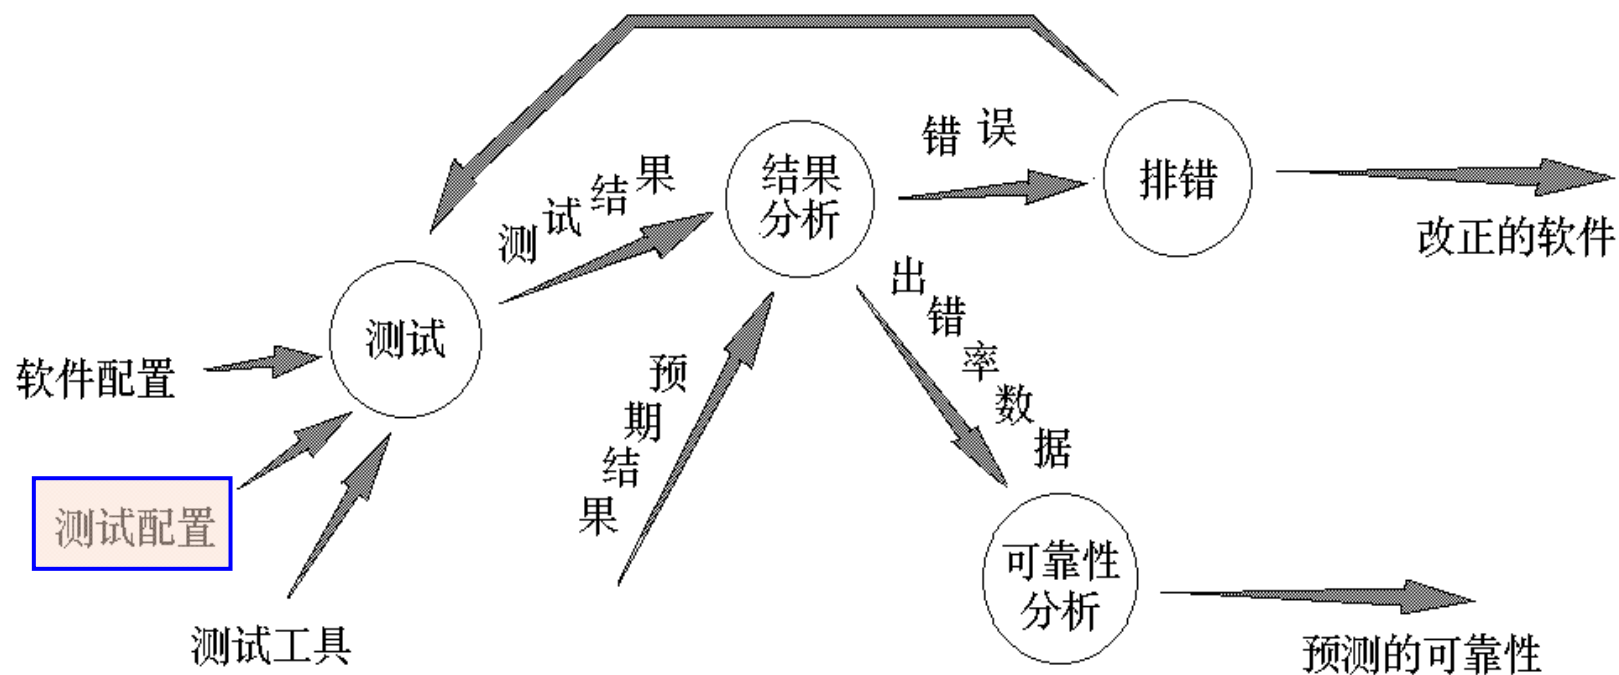 错误
结果
分析
排错
测试结果
改正的软件
出错率数据
测试
软件配置
预期结果
测试配置
可靠性
分析
测试工具
预测的可靠性